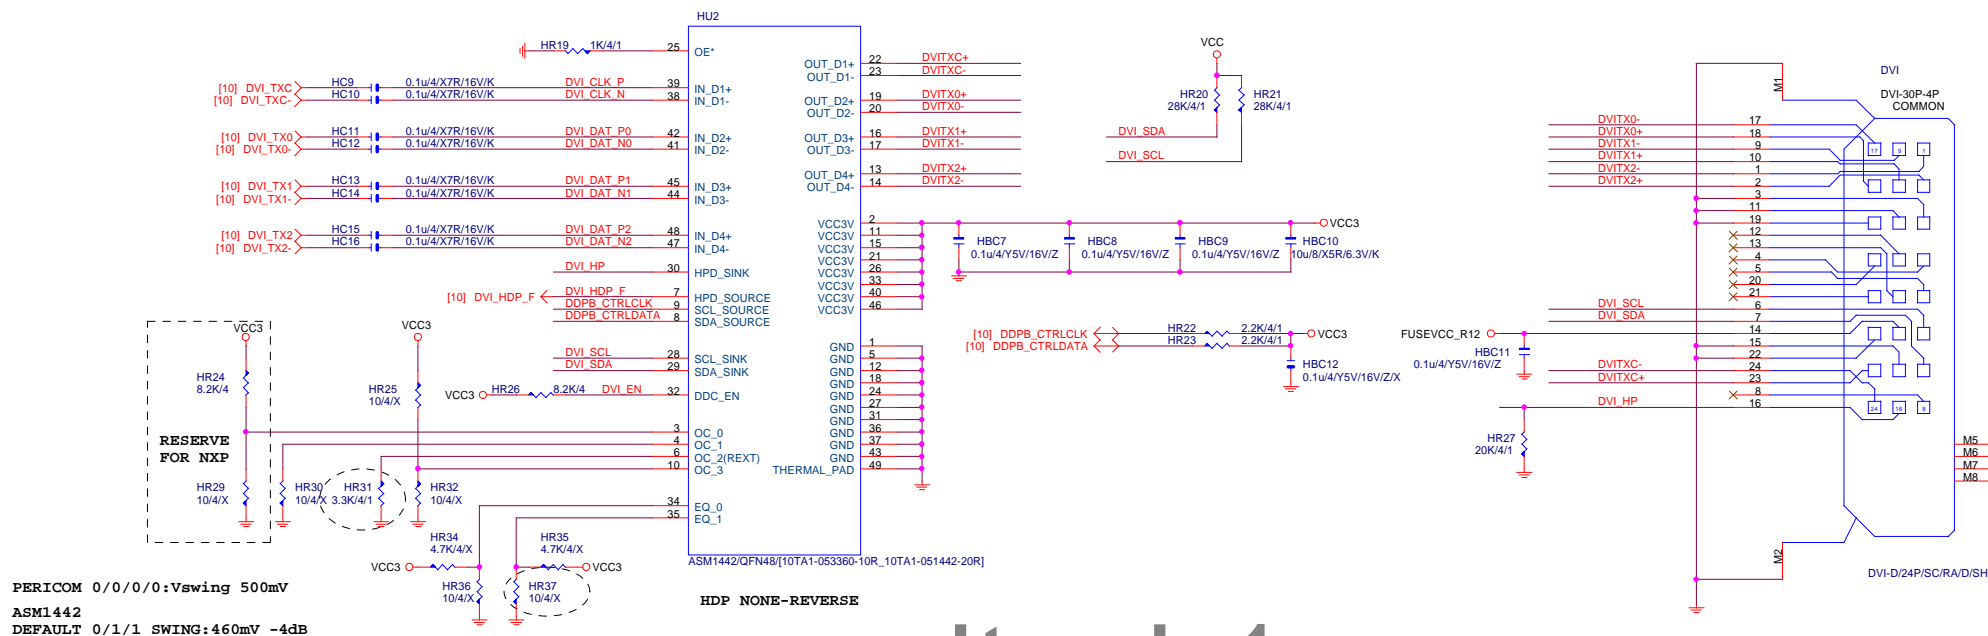 HU2
HR19 1K/4/1 25 OE*
[10] DVI_TXC HC9 0.1u/4/X7R/16V/K DVI_CLK_P 39 IN_D1+
[10] DVI_TXC- HC10 0.1u/4/X7R/16V/K DVI_CLK_N 38 IN_D1-
[10] DVI_TX0 HC11 0.1u/4/X7R/16V/K DVI_DAT_P0 42 IN_D2+
[10] DVI_TX0- HC12 0.1u/4/X7R/16V/K DVI_DAT_N0 41 IN_D2-
[10] DVI_TX1 HC13 0.1u/4/X7R/16V/K DVI_DAT_P1 45 IN_D3+
[10] DVI_TX1- HC14 0.1u/4/X7R/16V/K DVI_DAT_N1 44 IN_D3-
[10] DVI_TX2 HC15 0.1u/4/X7R/16V/K DVI_DAT_P2 48 IN_D4+
[10] DVI_TX2- HC16 0.1u/4/X7R/16V/K DVI_DAT_N2 47 IN_D4-
DVI_HP 30 HPD_SINK
[10] DVI_HDP_F 7 HPD_SOURCE
DDPB_CTRLCLK 9 SCL_SOURCE
DDPB_CTRLDATA 8 SDA_SOURCE
DVI_SCL 28 SCL_SINK
DVI_SDA 29 SDA_SINK
VCC3 HR26 8.2K/4 DVI_EN 32 DDC_EN
3 OC_0
4 OC_1
6 OC_2(REXT)
10 OC_3
34 EQ_0
35 EQ_1
VCC3
HR24
8.2K/4
RESERVE
FOR NXP
HR29
10/4/X
HR30
10/4/X
HR31
3.3K/4/1
VCC3
HR25
10/4/X
HR32
10/4/X
HR34
4.7K/4/X
VCC3
HR36
10/4/X
HR35
4.7K/4/X
VCC3
HR37
10/4/X
OUT_D1+ 22 DVITXC+
OUT_D1- 23 DVITXC-
OUT_D2+ 19 DVITX0+
OUT_D2- 20 DVITX0-
OUT_D3+ 16 DVITX1+
OUT_D3- 17 DVITX1-
OUT_D4+ 13 DVITX2+
OUT_D4- 14 DVITX2-
VCC3V 2
VCC3V 11
VCC3V 15
VCC3V 21
VCC3V 26
VCC3V 33
VCC3V 40
VCC3V 46
GND 1
GND 5
GND 12
GND 18
GND 24
GND 27
GND 31
GND 36
GND 37
GND 43
THERMAL_PAD 49
ASM1442/QFN48/[10TA1-053360-10R_10TA1-051442-20R]
HDP NONE-REVERSE
PERICOM 0/0/0/0:Vswing 500mV
ASM1442
DEFAULT 0/1/1 SWING:460mV -4dB
VCC
HR20
28K/4/1
HR21
28K/4/1
DVI_SDA
DVI_SCL
VCC3
HBC7
0.1u/4/Y5V/16V/Z
HBC8
0.1u/4/Y5V/16V/Z
HBC9
0.1u/4/Y5V/16V/Z
HBC10
10u/8/X5R/6.3V/K
[10] DDPB_CTRLCLK HR22 2.2K/4/1 VCC3
[10] DDPB_CTRLDATA HR23 2.2K/4/1
HBC12
0.1u/4/Y5V/16V/Z/X
DVI
DVI-30P-4P
COMMON
M1
DVITX0- 17
DVITX0+ 18
DVITX1- 9
DVITX1+ 10
DVITX2- 1
DVITX2+ 2
3
11
19
12
13
4
5
20
21
DVI_SCL 6
DVI_SDA 7
FUSEVCC_R12 14
15
22
DVITXC- 24
DVITXC+ 23
8
DVI_HP 16
HBC11
0.1u/4/Y5V/16V/Z
HR27
20K/4/1
17 9 1
24 16 8
M5
M6
M7
M8
M2
DVI-D/24P/SC/RA/D/SH